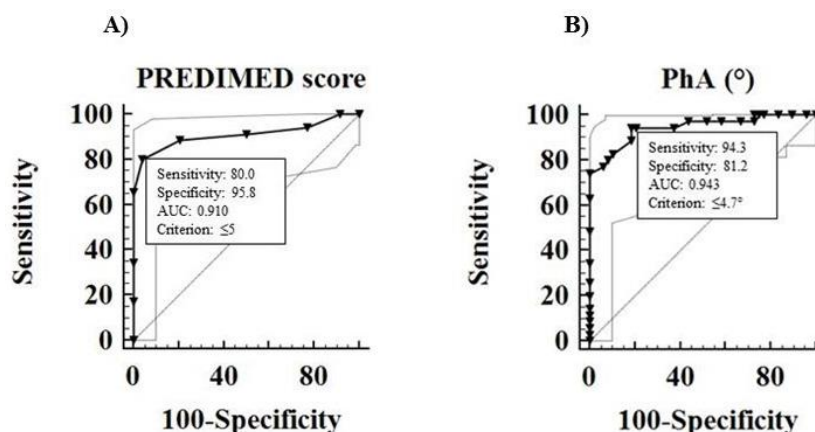 A)
PREDIMED score
Sensitivity
100
80
60
40
20
0
Sensitivity: 80.0
Specificity: 95.8
AUC: 0.910
Criterion: ≤5
0 40 80
100-Specificity
B)
PhA (°)
Sensitivity
100
80
60
40
20
0
Sensitivity: 94.3
Specificity: 81.2
AUC: 0.943
Criterion: ≤4.7°
0 40 80
100-Specificity